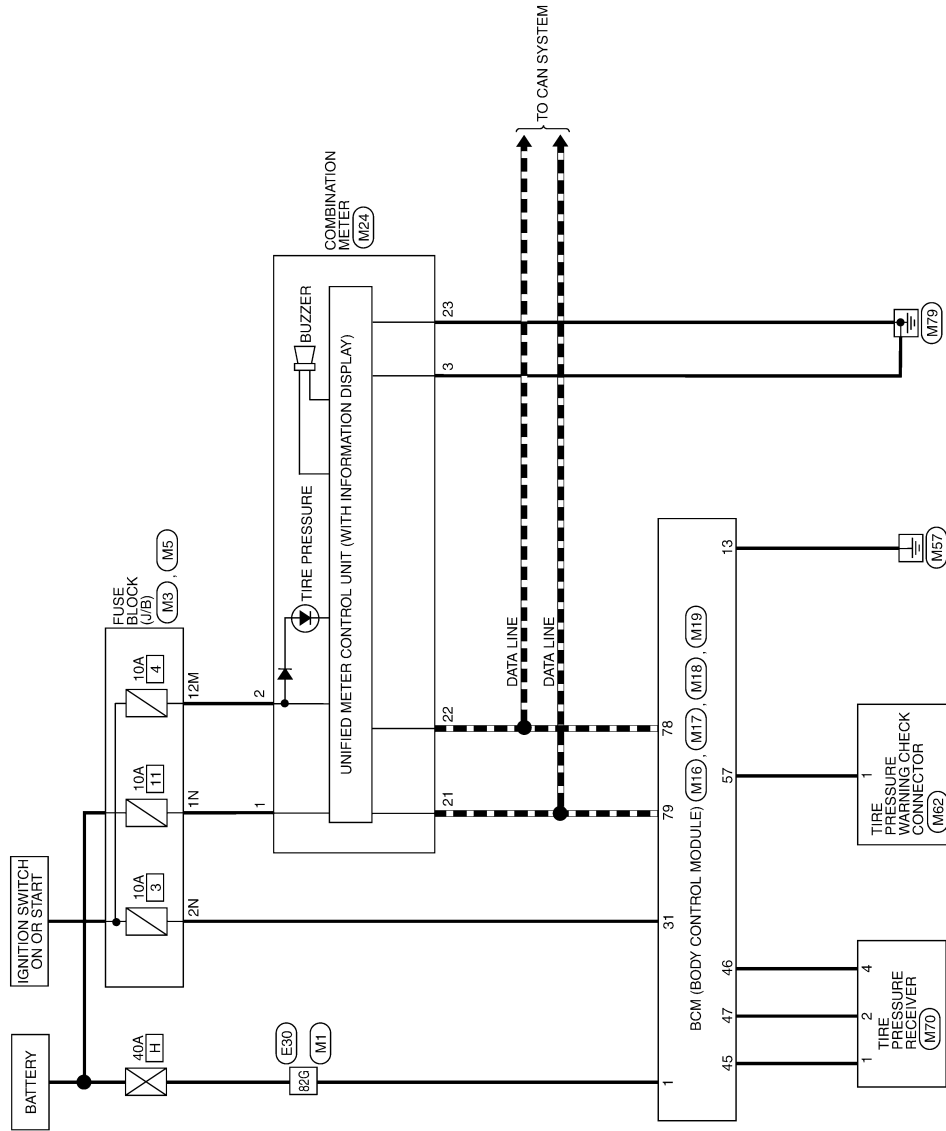 BATTERY
IGNITION SWITCH
ON OR START
40A
H
10A
3
10A
11
10A
4
FUSE
BLOCK
(J/B)
M3 , M5
2N
1N
12M
E30
82G
M1
1
2
TIRE PRESSURE
BUZZER
COMBINATION
METER
M24
UNIFIED METER CONTROL UNIT (WITH INFORMATION DISPLAY)
21
22
3
23
DATA LINE
DATA LINE
TO CAN SYSTEM
1
31
79
78
BCM (BODY CONTROL MODULE) M16 , M17 , M18 , M19
45
47
46
57
13
1
2
4
TIRE
PRESSURE
RECEIVER
M70
1
TIRE
PRESSURE
WARNING CHECK
CONNECTOR
M62
M57
M79